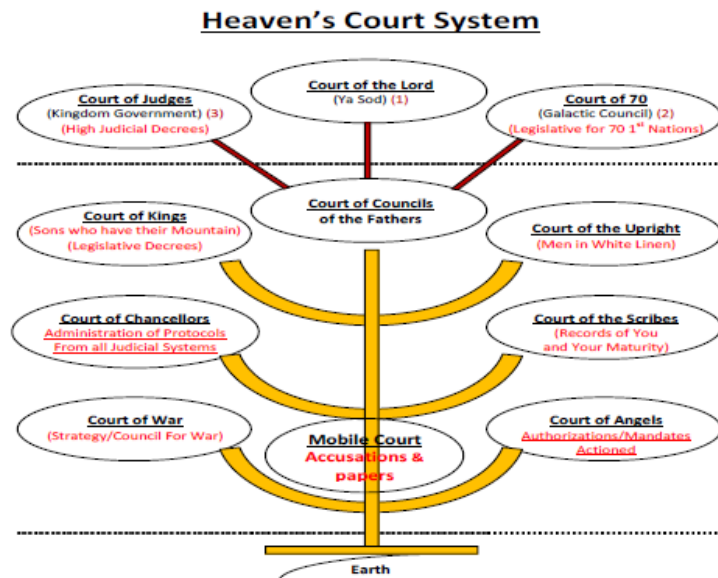 Heaven's Court System
Court of Judges
(Kingdom Government) (3)
(High Judicial Decrees)
Court of the Lord
(Ya Sod) (1)
Court of 70
(Galactic Council) (2)
(Legislative for 70 1st Nations)
Court of Councils
of the Fathers
Court of Kings
(Sons who have their Mountain)
(Legislative Decrees)
Court of the Upright
(Men in White Linen)
Court of Chancellors
Administration of Protocols
From all Judicial Systems
Court of the Scribes
(Records of You
and Your Maturity)
Court of War
(Strategy/Council For War)
Mobile Court
Accusations &
papers
Court of Angels
Authorizations/Mandates
Actioned
Earth